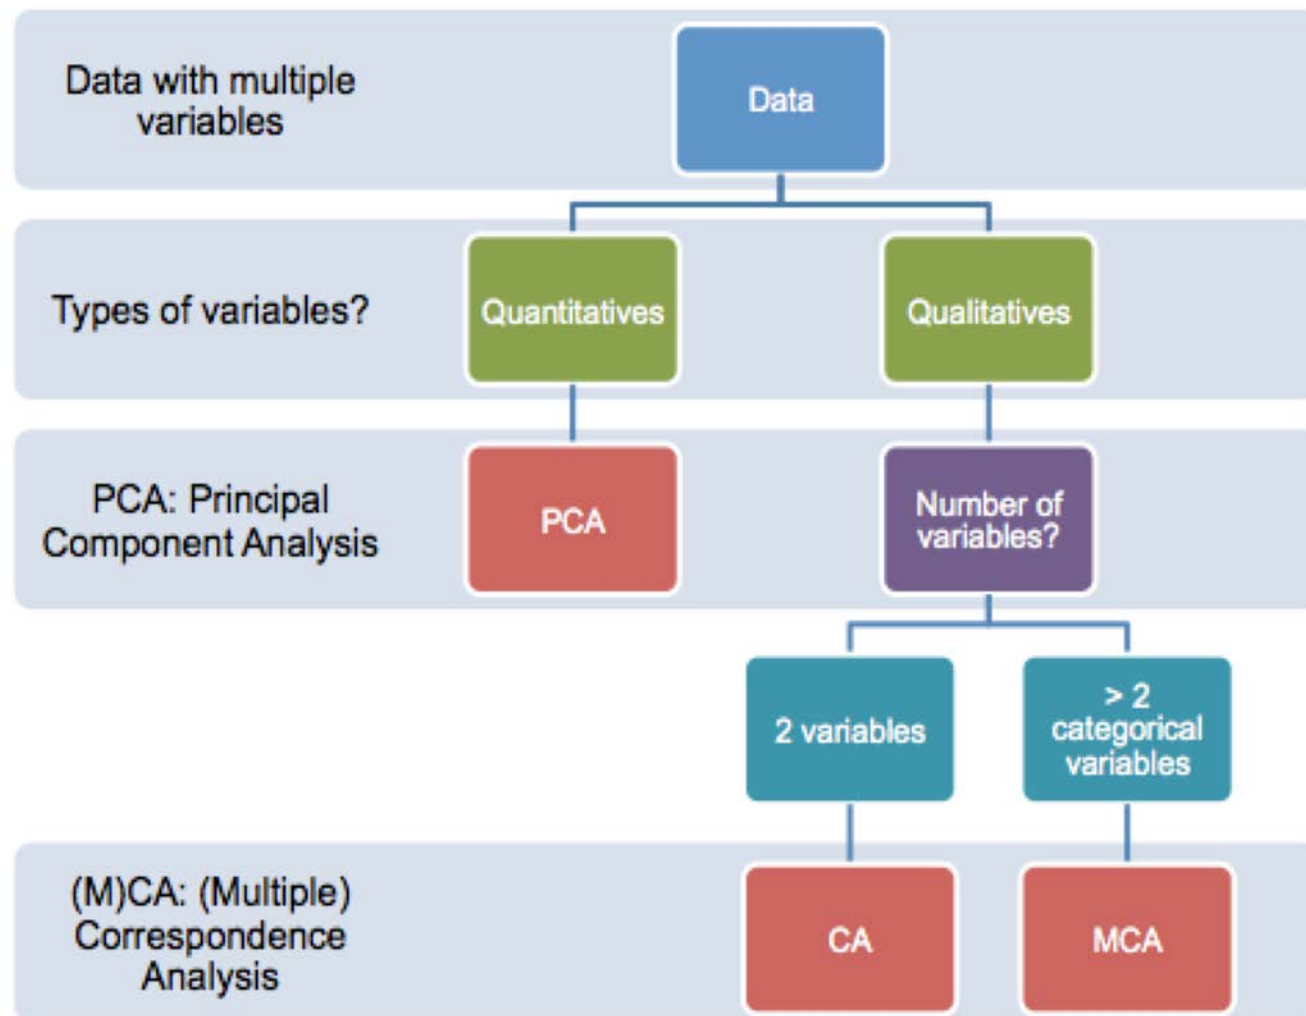 Data with multiple
variables
Data
Types of variables?
Quantitatives
Qualitatives
PCA: Principal
Component Analysis
PCA
Number of
variables?
2 variables
> 2
categorical
variables
(M)CA: (Multiple)
Correspondence
Analysis
CA
MCA